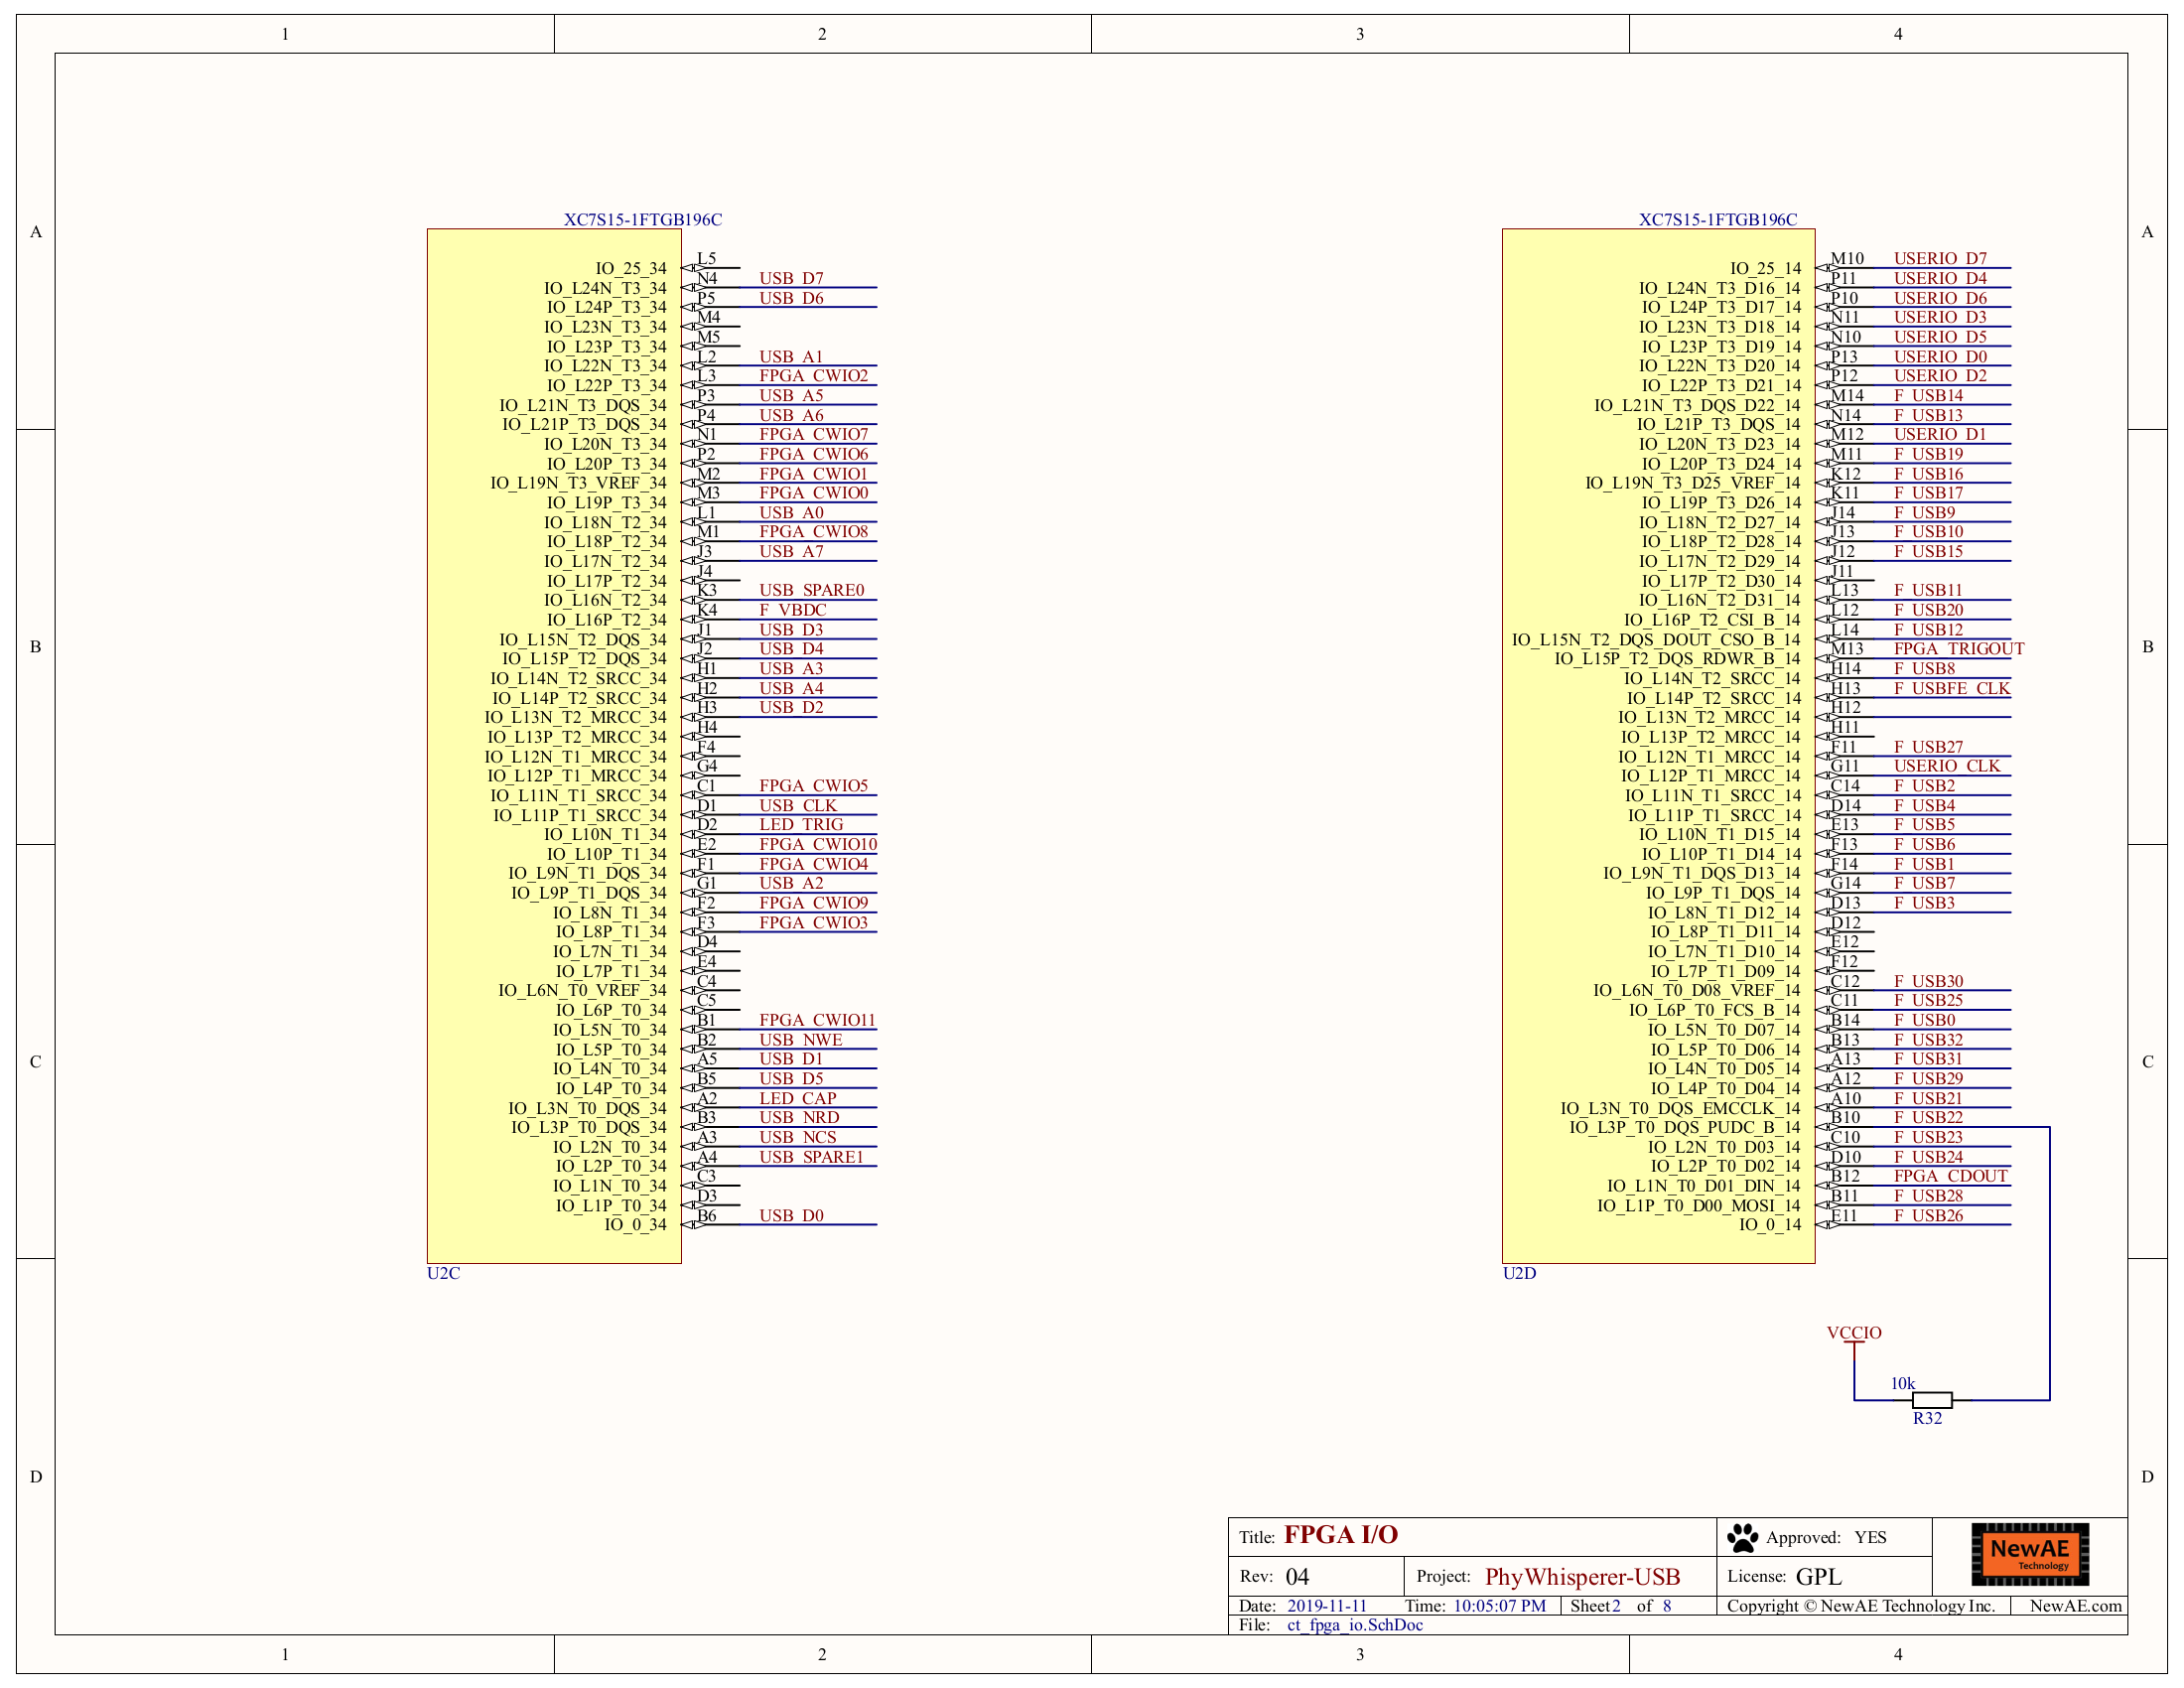 1 2 3 4
A A
B B
C C
D D
XC7S15-1FTGB196C
IO_25_34 L5
IO_L24N_T3_34 N4 USB_D7
IO_L24P_T3_34 P5 USB_D6
IO_L23N_T3_34 M4
IO_L23P_T3_34 M5
IO_L22N_T3_34 L2 USB_A1
IO_L22P_T3_34 L3 FPGA_CWIO2
IO_L21N_T3_DQS_34 P3 USB_A5
IO_L21P_T3_DQS_34 P4 USB_A6
IO_L20N_T3_34 N1 FPGA_CWIO7
IO_L20P_T3_34 P2 FPGA_CWIO6
IO_L19N_T3_VREF_34 M2 FPGA_CWIO1
IO_L19P_T3_34 M3 FPGA_CWIO0
IO_L18N_T2_34 L1 USB_A0
IO_L18P_T2_34 M1 FPGA_CWIO8
IO_L17N_T2_34 J3 USB_A7
IO_L17P_T2_34 J4
IO_L16N_T2_34 K3 USB_SPARE0
IO_L16P_T2_34 K4 F_VBDC
IO_L15N_T2_DQS_34 J1 USB_D3
IO_L15P_T2_DQS_34 J2 USB_D4
IO_L14N_T2_SRCC_34 H1 USB_A3
IO_L14P_T2_SRCC_34 H2 USB_A4
IO_L13N_T2_MRCC_34 H3 USB_D2
IO_L13P_T2_MRCC_34 H4
IO_L12N_T1_MRCC_34 F4
IO_L12P_T1_MRCC_34 G4
IO_L11N_T1_SRCC_34 C1 FPGA_CWIO5
IO_L11P_T1_SRCC_34 D1 USB_CLK
IO_L10N_T1_34 D2 LED_TRIG
IO_L10P_T1_34 E2 FPGA_CWIO10
IO_L9N_T1_DQS_34 F1 FPGA_CWIO4
IO_L9P_T1_DQS_34 G1 USB_A2
IO_L8N_T1_34 F2 FPGA_CWIO9
IO_L8P_T1_34 F3 FPGA_CWIO3
IO_L7N_T1_34 D4
IO_L7P_T1_34 E4
IO_L6N_T0_VREF_34 C4
IO_L6P_T0_34 C5
IO_L5N_T0_34 B1 FPGA_CWIO11
IO_L5P_T0_34 B2 USB_NWE
IO_L4N_T0_34 A5 USB_D1
IO_L4P_T0_34 B5 USB_D5
IO_L3N_T0_DQS_34 A2 LED_CAP
IO_L3P_T0_DQS_34 B3 USB_NRD
IO_L2N_T0_34 A3 USB_NCS
IO_L2P_T0_34 A4 USB_SPARE1
IO_L1N_T0_34 C3
IO_L1P_T0_34 D3
IO_0_34 B6 USB_D0
U2C
XC7S15-1FTGB196C
IO_25_14 M10 USERIO_D7
IO_L24N_T3_D16_14 P11 USERIO_D4
IO_L24P_T3_D17_14 P10 USERIO_D6
IO_L23N_T3_D18_14 N11 USERIO_D3
IO_L23P_T3_D19_14 N10 USERIO_D5
IO_L22N_T3_D20_14 P13 USERIO_D0
IO_L22P_T3_D21_14 P12 USERIO_D2
IO_L21N_T3_DQS_D22_14 M14 F_USB14
IO_L21P_T3_DQS_14 N14 F_USB13
IO_L20N_T3_D23_14 M12 USERIO_D1
IO_L20P_T3_D24_14 M11 F_USB19
IO_L19N_T3_D25_VREF_14 K12 F_USB16
IO_L19P_T3_D26_14 K11 F_USB17
IO_L18N_T2_D27_14 J14 F_USB9
IO_L18P_T2_D28_14 J13 F_USB10
IO_L17N_T2_D29_14 J12 F_USB15
IO_L17P_T2_D30_14 J11
IO_L16N_T2_D31_14 L13 F_USB11
IO_L16P_T2_CSI_B_14 L12 F_USB20
IO_L15N_T2_DQS_DOUT_CSO_B_14 L14 F_USB12
IO_L15P_T2_DQS_RDWR_B_14 M13 FPGA_TRIGOUT
IO_L14N_T2_SRCC_14 H14 F_USB8
IO_L14P_T2_SRCC_14 H13 F_USBFE_CLK
IO_L13N_T2_MRCC_14 H12
IO_L13P_T2_MRCC_14 H11
IO_L12N_T1_MRCC_14 F11 F_USB27
IO_L12P_T1_MRCC_14 G11 USERIO_CLK
IO_L11N_T1_SRCC_14 C14 F_USB2
IO_L11P_T1_SRCC_14 D14 F_USB4
IO_L10N_T1_D15_14 E13 F_USB5
IO_L10P_T1_D14_14 F13 F_USB6
IO_L9N_T1_DQS_D13_14 F14 F_USB1
IO_L9P_T1_DQS_14 G14 F_USB7
IO_L8N_T1_D12_14 D13 F_USB3
IO_L8P_T1_D11_14 D12
IO_L7N_T1_D10_14 E12
IO_L7P_T1_D09_14 F12
IO_L6N_T0_D08_VREF_14 C12 F_USB30
IO_L6P_T0_FCS_B_14 C11 F_USB25
IO_L5N_T0_D07_14 B14 F_USB0
IO_L5P_T0_D06_14 B13 F_USB32
IO_L4N_T0_D05_14 A13 F_USB31
IO_L4P_T0_D04_14 A12 F_USB29
IO_L3N_T0_DQS_EMCCLK_14 A10 F_USB21
IO_L3P_T0_DQS_PUDC_B_14 B10 F_USB22
IO_L2N_T0_D03_14 C10 F_USB23
IO_L2P_T0_D02_14 D10 F_USB24
IO_L1N_T0_D01_DIN_14 B12 FPGA_CDOUT
IO_L1P_T0_D00_MOSI_14 B11 F_USB28
IO_0_14 E11 F_USB26
U2D
VCCIO
10k
R32
Title: FPGA I/O
Approved: YES
NewAE
Technology
Rev: 04 Project: PhyWhisperer-USB License: GPL
Date: 2019-11-11 Time: 10:05:07 PM Sheet 2 of 8 Copyright © NewAE Technology Inc. NewAE.com
File: ct_fpga_io.SchDoc
1 2 3 4